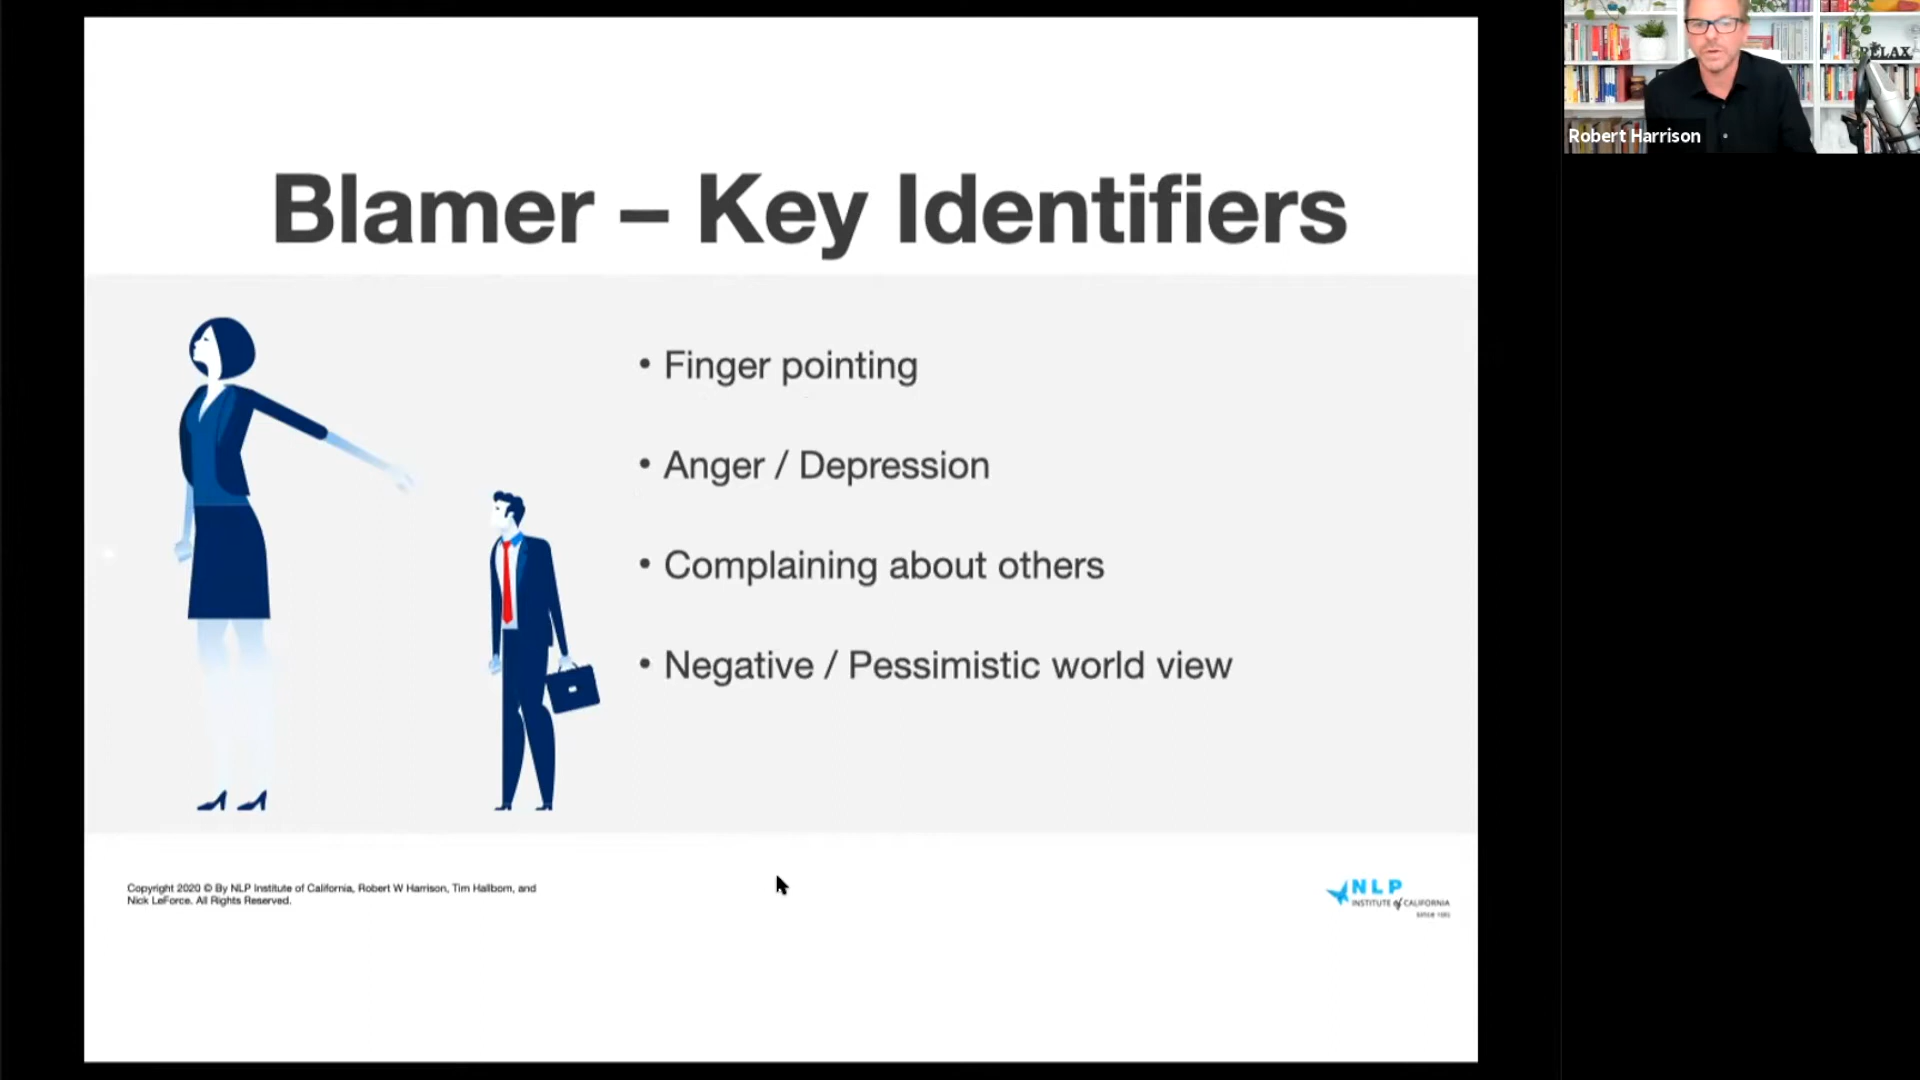 RELAX
Robert Harrison
Blamer – Key Identifiers
• Finger pointing
• Anger / Depression
• Complaining about others
• Negative / Pessimistic world view
Copyright 2020 © By NLP Institute of California, Robert W Harrison, Tim Hallbom, and
Nick LeForce. All Rights Reserved.
NLP
INSTITUTE of CALIFORNIA